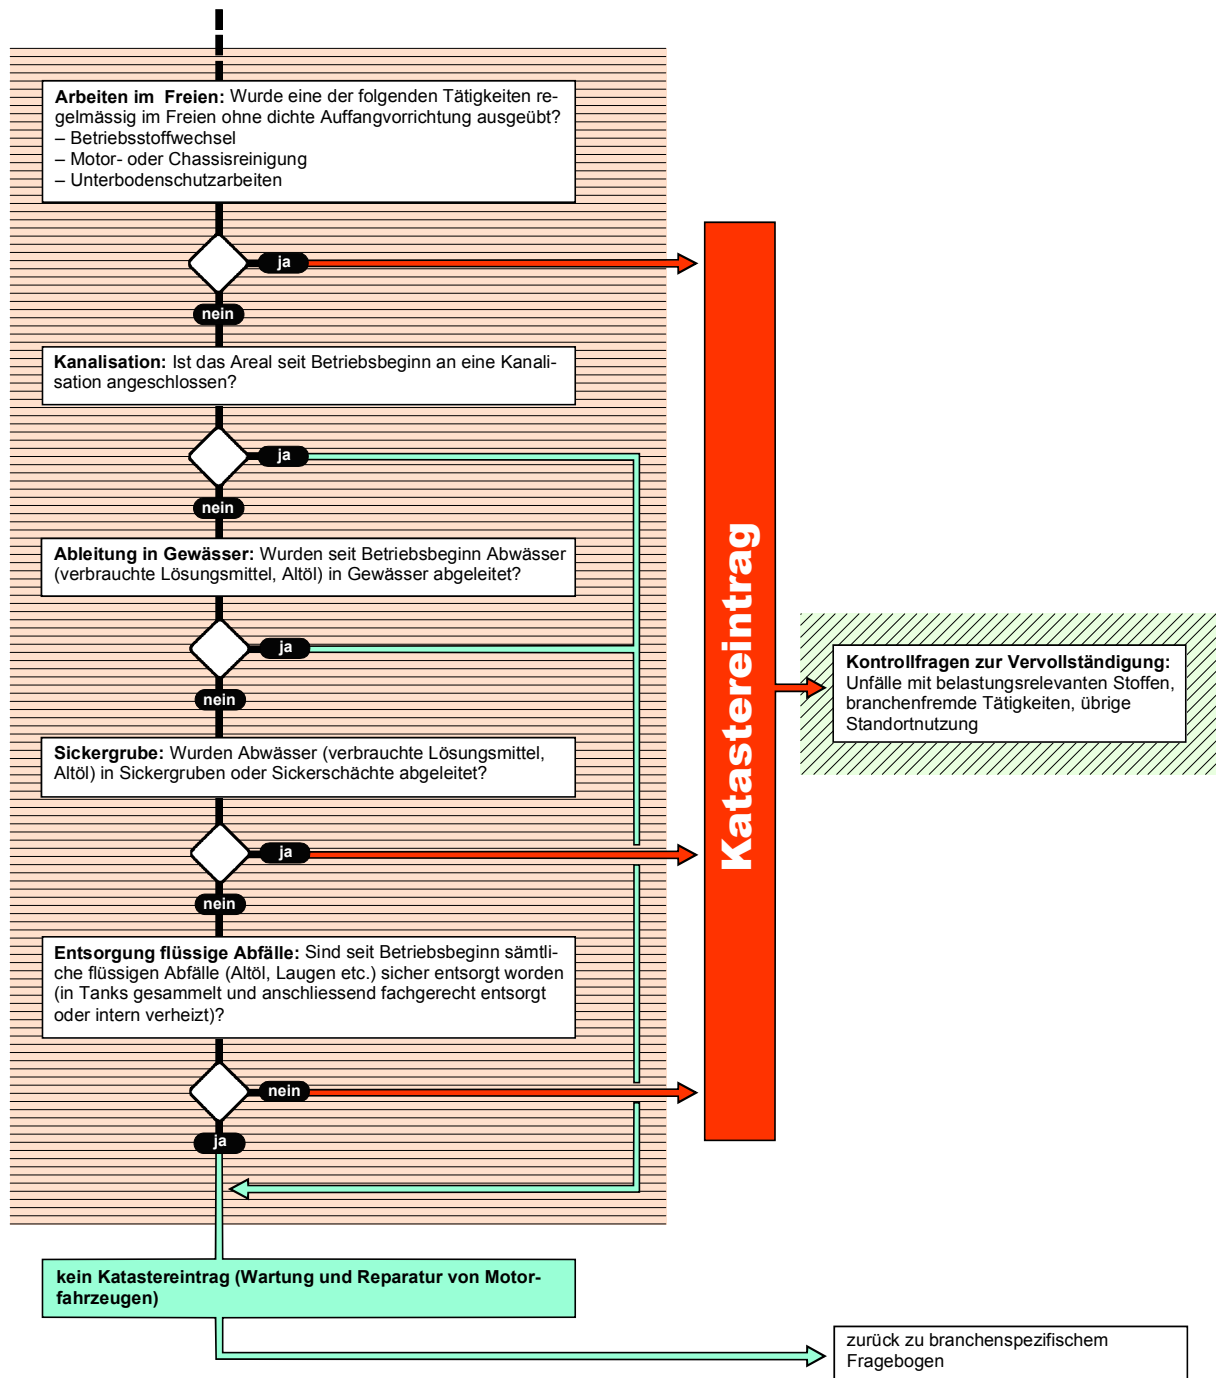 Arbeiten im Freien: Wurde eine der folgenden Tätigkeiten re-
gelmässig im Freien ohne dichte Auffangvorrichtung ausgeübt?
– Betriebsstoffwechsel
– Motor- oder Chassisreinigung
– Unterbodenschutzarbeiten
ja
nein
Kanalisation: Ist das Areal seit Betriebsbeginn an eine Kanali-
sation angeschlossen?
ja
nein
Ableitung in Gewässer: Wurden seit Betriebsbeginn Abwässer
(verbrauchte Lösungsmittel, Altöl) in Gewässer abgeleitet?
ja
nein
Sickergrube: Wurden Abwässer (verbrauchte Lösungsmittel,
Altöl) in Sickergruben oder Sickerschächte abgeleitet?
ja
nein
Entsorgung flüssige Abfälle: Sind seit Betriebsbeginn sämtli-
che flüssigen Abfälle (Altöl, Laugen etc.) sicher entsorgt worden
(in Tanks gesammelt und anschliessend fachgerecht entsorgt
oder intern verheizt)?
nein
ja
Katastereintrag
Kontrollfragen zur Vervollständigung:
Unfälle mit belastungsrelevanten Stoffen,
branchenfremde Tätigkeiten, übrige
Standortnutzung
kein Katastereintrag (Wartung und Reparatur von Motor-
fahrzeugen)
zurück zu branchenspezifischem
Fragebogen